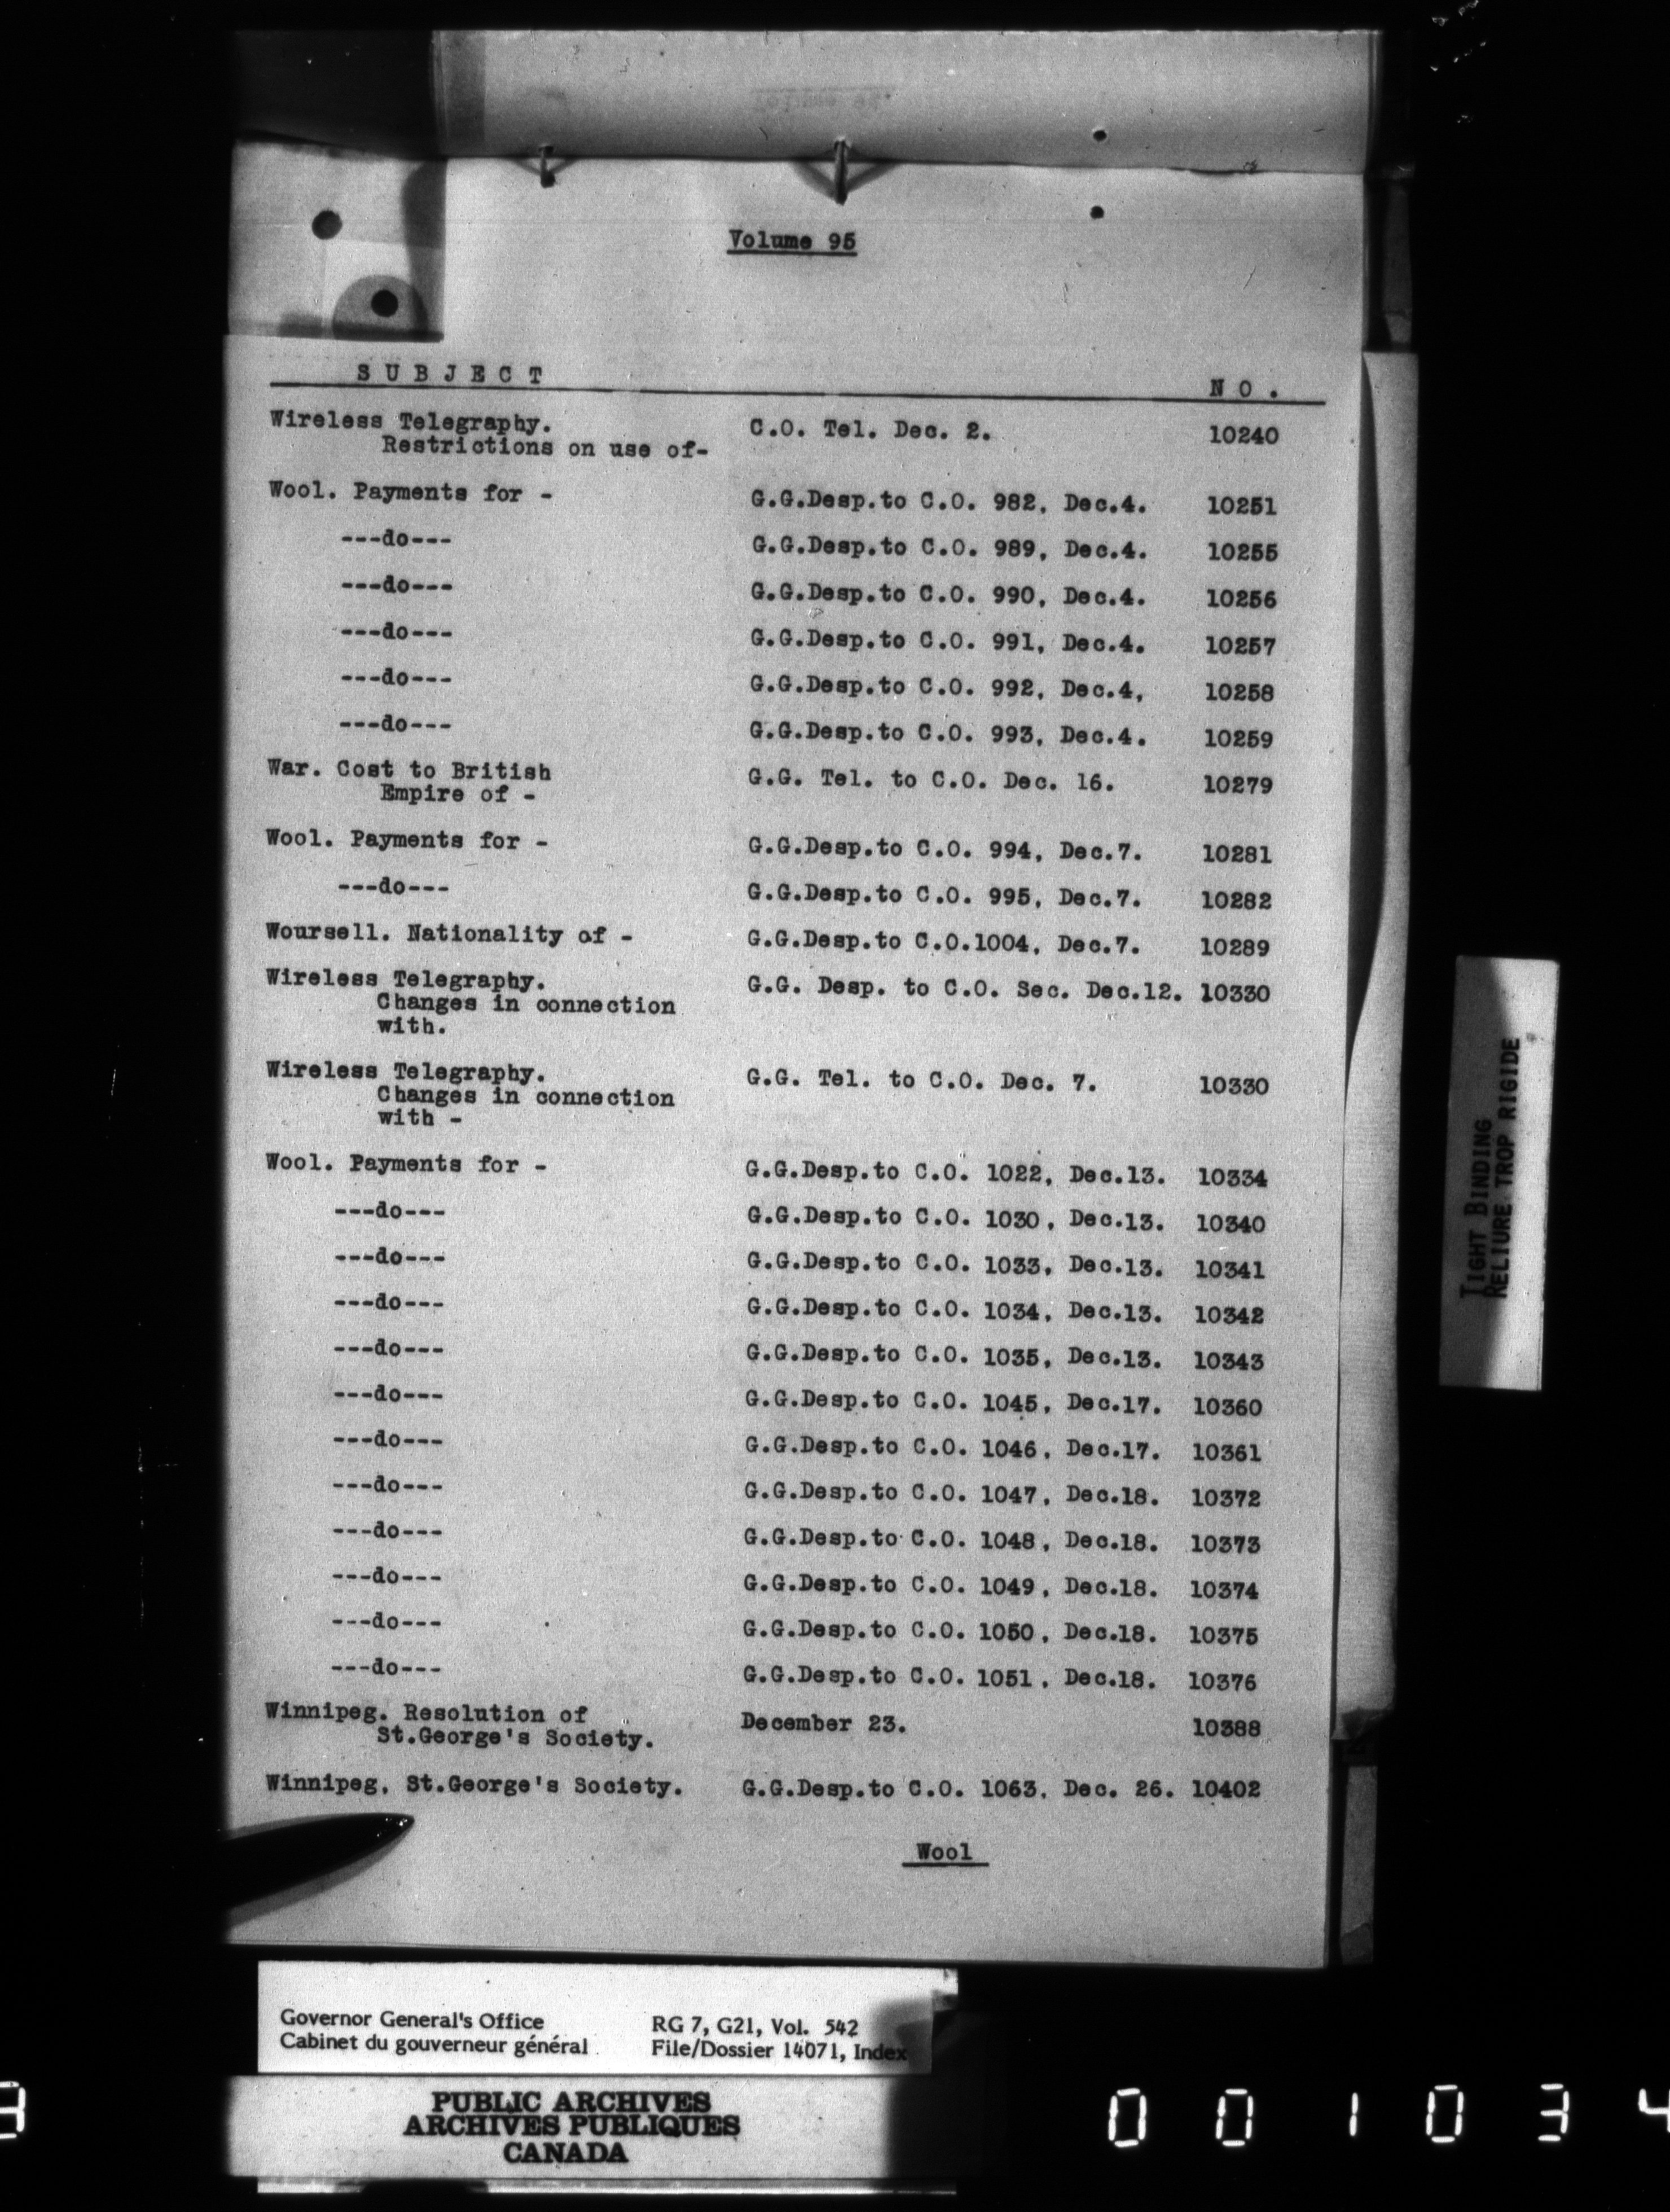 Volume 95
SUBJECT NO.
Wireless Telegraphy. C.O. Tel. Dec. 2. 10240
Restrictions on use of-
Wool. Payments for - G.G.Desp.to C.O. 982, Dec.4. 10251
---do--- G.G.Desp.to C.O. 989, Dec.4. 10255
---do--- G.G.Desp.to C.O. 990, Dec.4. 10256
---do--- G.G.Desp.to C.O. 991, Dec.4. 10257
---do--- G.G.Desp.to C.O. 992, Dec.4, 10258
---do--- G.G.Desp.to C.O. 993, Dec.4. 10259
War. Cost to British G.G. Tel. to C.O. Dec. 16. 10279
Empire of -
Wool. Payments for - G.G.Desp.to C.O. 994, Dec.7. 10281
---do--- G.G.Desp.to C.O. 995, Dec.7. 10282
Woursell. Nationality of - G.G.Desp.to C.O.1004, Dec.7. 10289
Wireless Telegraphy. G.G. Desp. to C.O. Sec. Dec.12. 10330
Changes in connection
with.
Wireless Telegraphy. G.G. Tel. to C.O. Dec. 7. 10330
Changes in connection
with -
Wool. Payments for - G.G.Desp.to C.O. 1022, Dec.13. 10334
---do--- G.G.Desp.to C.O. 1030, Dec.13. 10340
---do--- G.G.Desp.to C.O. 1033, Dec.13. 10341
---do--- G.G.Desp.to C.O. 1034, Dec.13. 10342
---do--- G.G.Desp.to C.O. 1035, Dec.13. 10343
---do--- G.G.Desp.to C.O. 1045, Dec.17. 10360
---do--- G.G.Desp.to C.O. 1046, Dec.17. 10361
---do--- G.G.Desp.to C.O. 1047, Dec.18. 10372
---do--- G.G.Desp.to C.O. 1048, Dec.18. 10373
---do--- G.G.Desp.to C.O. 1049, Dec.18. 10374
---do--- G.G.Desp.to C.O. 1050, Dec.18. 10375
---do--- G.G.Desp.to C.O. 1051, Dec.18. 10376
Winnipeg. Resolution of December 23. 10388
St.George's Society.
Winnipeg, St.George's Society. G.G.Desp.to C.O. 1063, Dec. 26. 10402
Wool
TIGHT BINDING
RELIURE TROP RIGIDE
Governor General's Office RG 7, G21, Vol. 542
Cabinet du gouverneur général File/Dossier 14071, Index
PUBLIC ARCHIVES
ARCHIVES PUBLIQUES
CANADA
001034